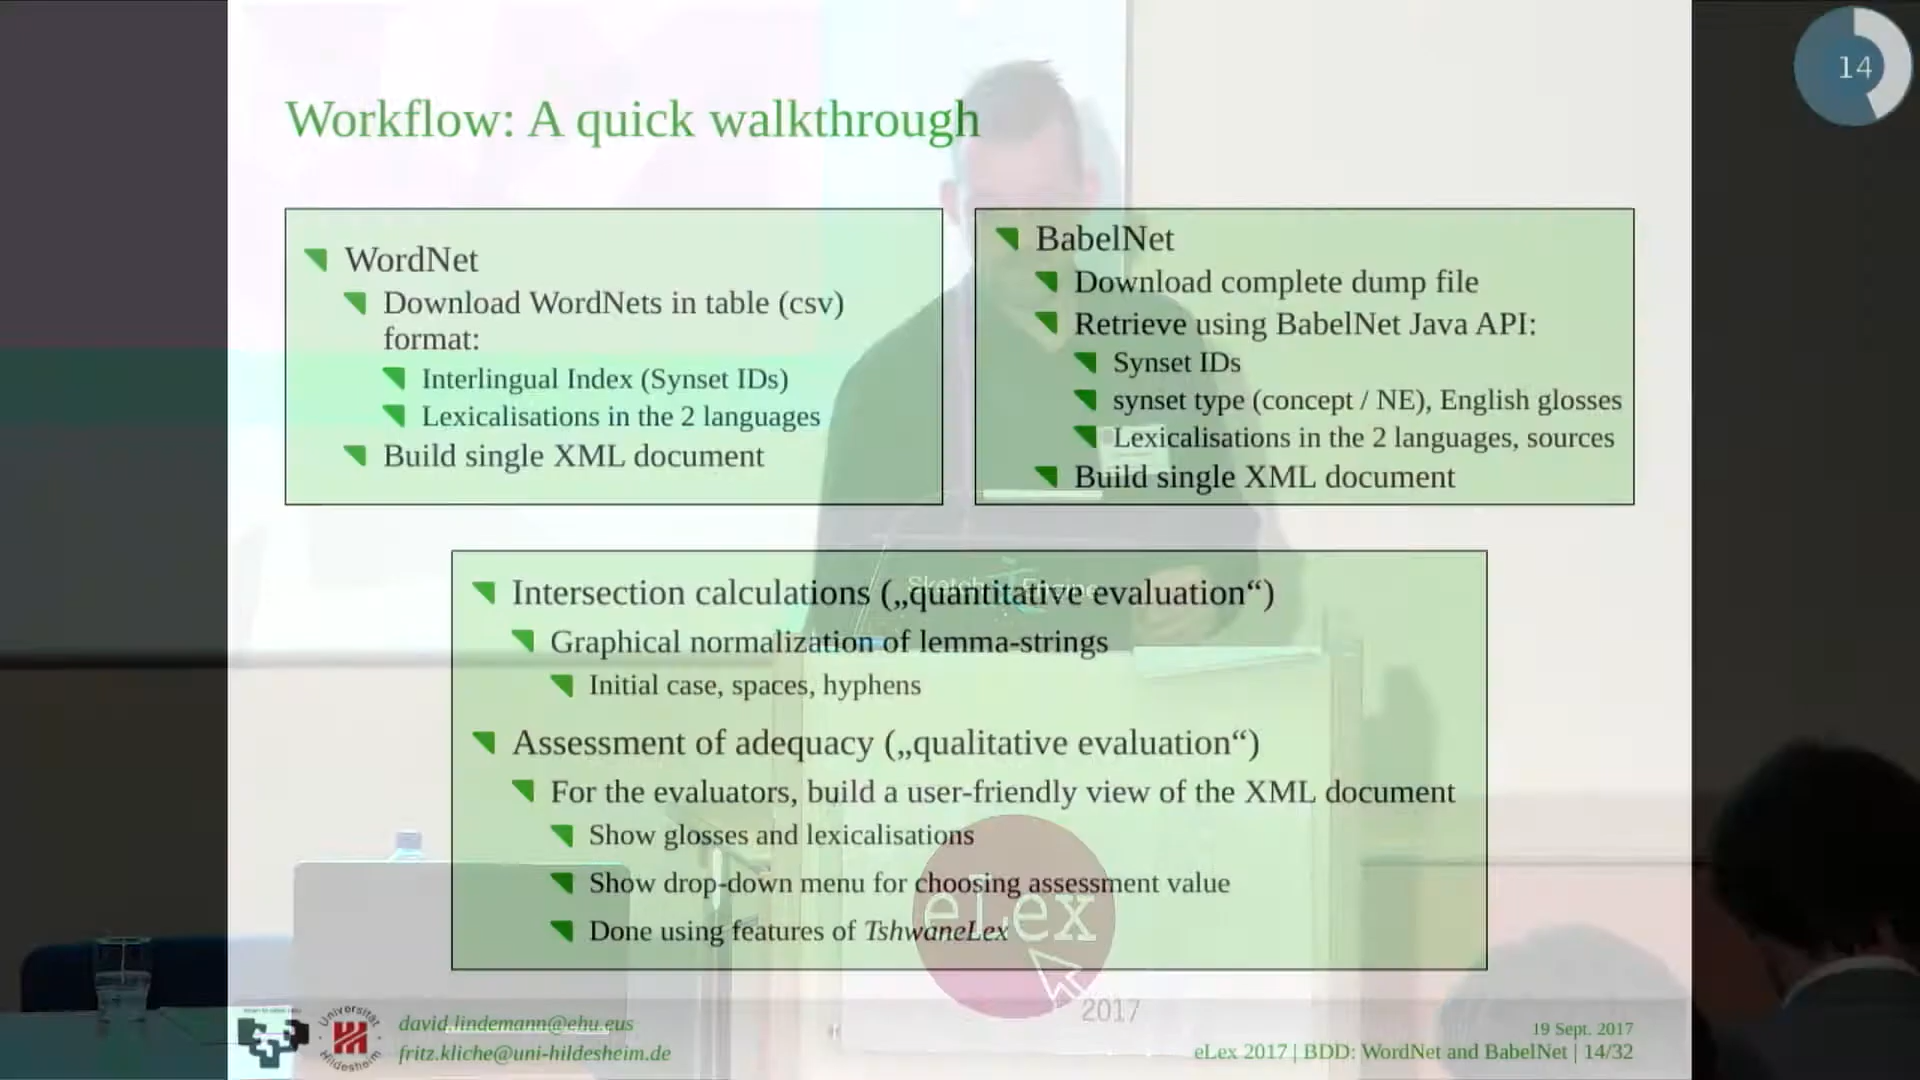 14
Workflow: A quick walkthrough
WordNet
Download WordNets in table (csv)
format:
Interlingual Index (Synset IDs)
Lexicalisations in the 2 languages
Build single XML document
BabelNet
Download complete dump file
Retrieve using BabelNet Java API:
Synset IDs
synset type (concept / NE), English glosses
Lexicalisations in the 2 languages, sources
Build single XML document
Sketch Engine
Intersection calculations („quantitative evaluation“)
Graphical normalization of lemma-strings
Initial case, spaces, hyphens
Assessment of adequacy („qualitative evaluation“)
For the evaluators, build a user-friendly view of the XML document
Show glosses and lexicalisations
Show drop-down menu for choosing assessment value
Done using features of TshwaneLex
eLex
2017
Universität
Hildesheim
david.lindemann@ehu.eus
fritz.kliche@uni-hildesheim.de
19 Sept. 2017
eLex 2017 | BDD: WordNet and BabelNet | 14/32